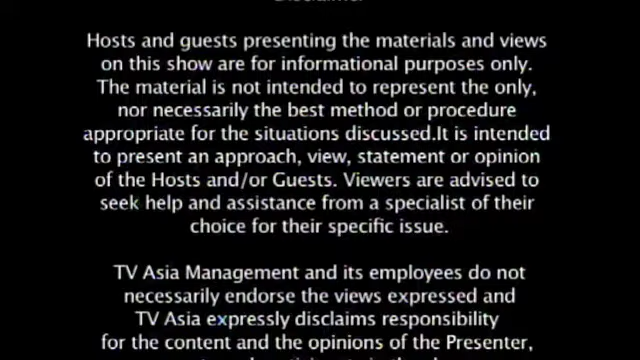 Disclaimer
Hosts and guests presenting the materials and views
on this show are for informational purposes only.
The material is not intended to represent the only,
nor necessarily the best method or procedure
appropriate for the situations discussed.It is intended
to present an approach, view, statement or opinion
of the Hosts and/or Guests. Viewers are advised to
seek help and assistance from a specialist of their
choice for their specific issue.
TV Asia Management and its employees do not
necessarily endorse the views expressed and
TV Asia expressly disclaims responsibility
for the content and the opinions of the Presenter,